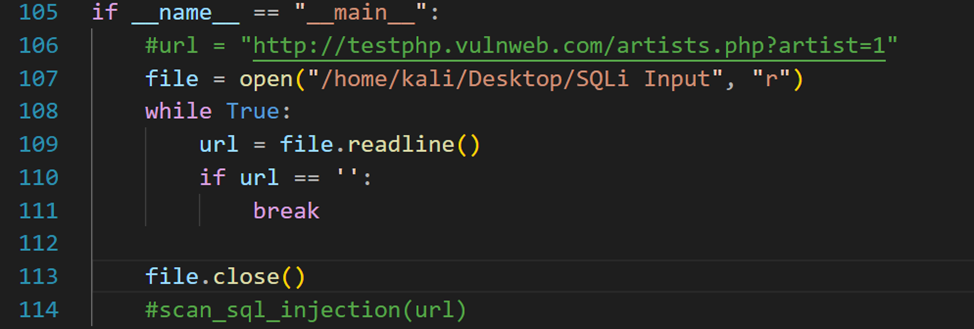 105 if __name__ == "__main__":
106     #url = "http://testphp.vulnweb.com/artists.php?artist=1"
107     file = open("/home/kali/Desktop/SQLi Input", "r")
108     while True:
109         url = file.readline()
110         if url == '':
111             break
112
113     file.close()
114     #scan_sql_injection(url)